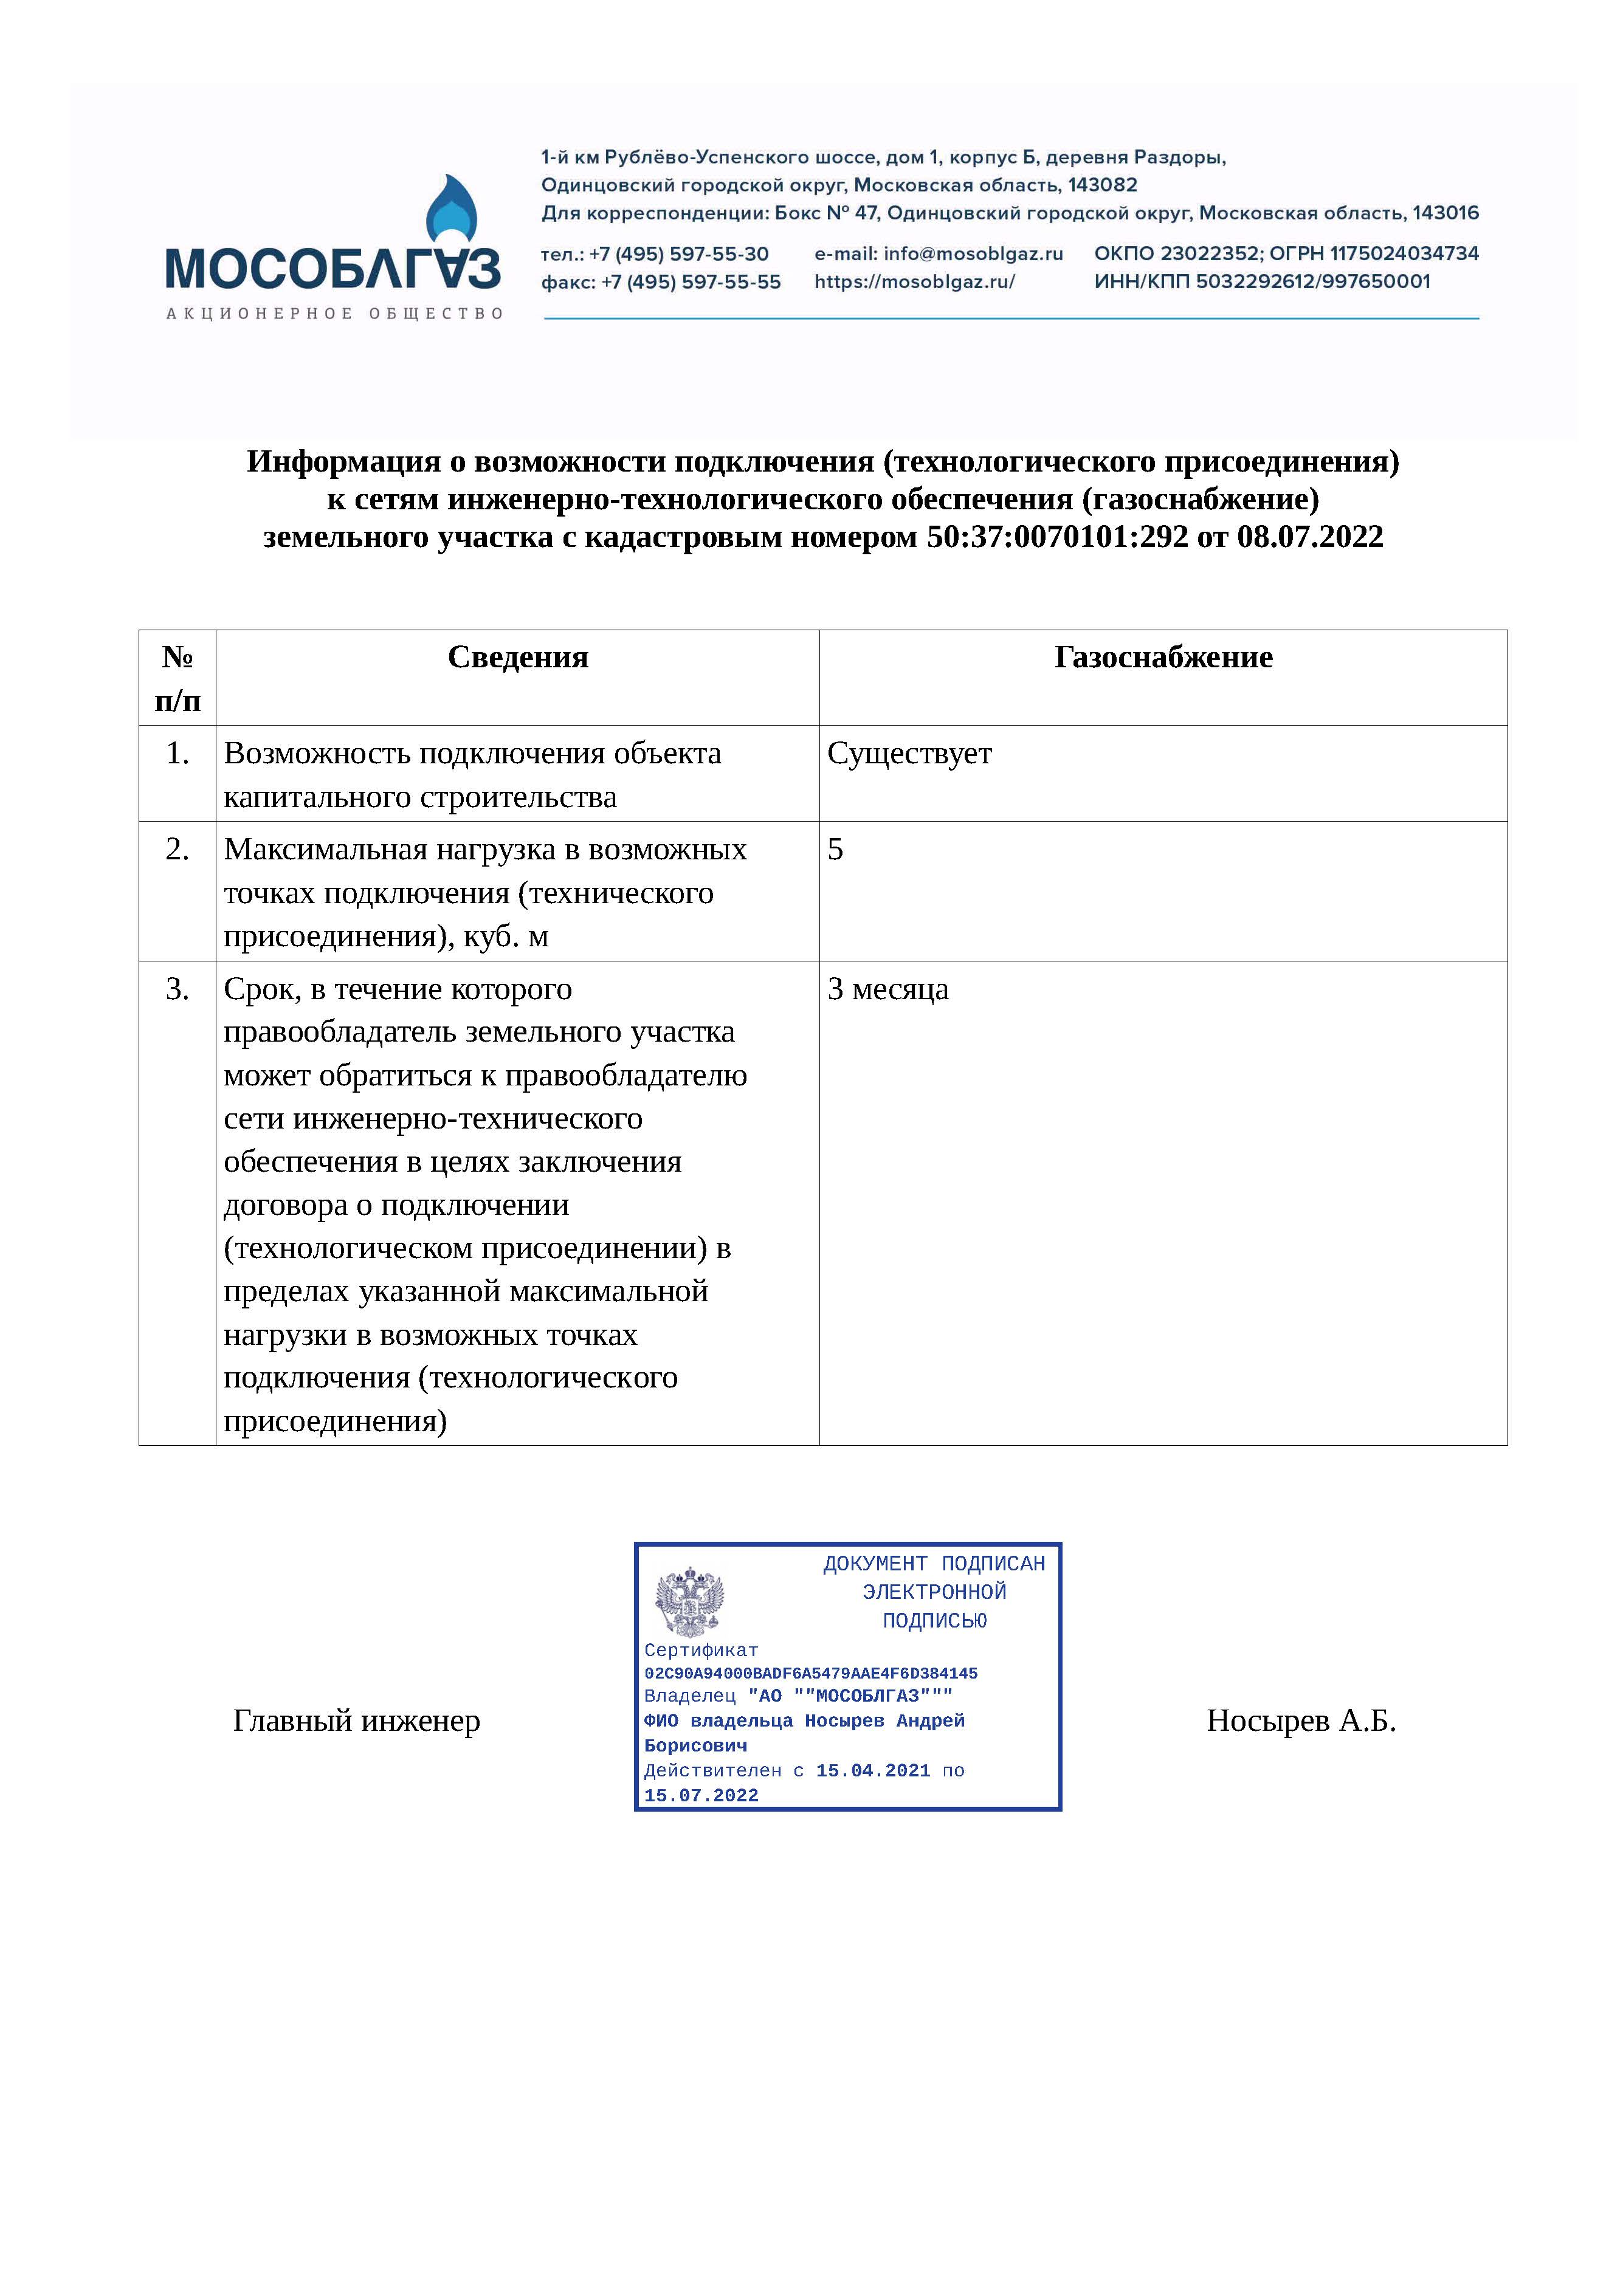 МОСОБЛГАЗ
АКЦИОНЕРНОЕ ОБЩЕСТВО
1-й км Рублёво-Успенского шоссе, дом 1, корпус Б, деревня Раздоры,
Одинцовский городской округ, Московская область, 143082
Для корреспонденции: Бокс № 47, Одинцовский городской округ, Московская область, 143016
тел.: +7 (495) 597-55-30 e-mail: info@mosoblgaz.ru ОКПО 23022352; ОГРН 1175024034734
факс: +7 (495) 597-55-55 https://mosoblgaz.ru/ ИНН/КПП 5032292612/997650001
Информация о возможности подключения (технологического присоединения)
к сетям инженерно-технологического обеспечения (газоснабжение)
земельного участка с кадастровым номером 50:37:0070101:292 от 08.07.2022
№ Сведения Газоснабжение
п/п
1. Возможность подключения объекта Существует
капитального строительства
2. Максимальная нагрузка в возможных 5
точках подключения (технического
присоединения), куб. м
3. Срок, в течение которого 3 месяца
правообладатель земельного участка
может обратиться к правообладателю
сети инженерно-технического
обеспечения в целях заключения
договора о подключении
(технологическом присоединении) в
пределах указанной максимальной
нагрузки в возможных точках
подключения (технологического
присоединения)
Главный инженер
ДОКУМЕНТ ПОДПИСАН
ЭЛЕКТРОННОЙ
ПОДПИСЬЮ
Сертификат
02C90A94000BADF6A5479AAE4F6D384145
Владелец "АО ""МОСОБЛГАЗ"""
ФИО владельца Носырев Андрей
Борисович
Действителен с 15.04.2021 по
15.07.2022
Носырев А.Б.